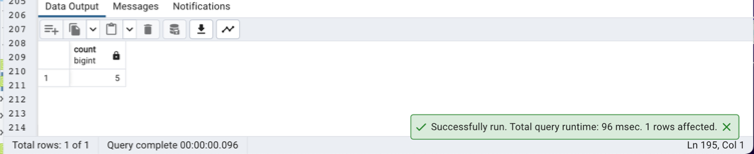 205
Data Output Messages Notifications
206
207
208
count
209
bigint
210
1 5
211
212
213
Successfully run. Total query runtime: 96 msec. 1 rows affected.
214
Total rows: 1 of 1 Query complete 00:00:00.096 Ln 195, Col 1